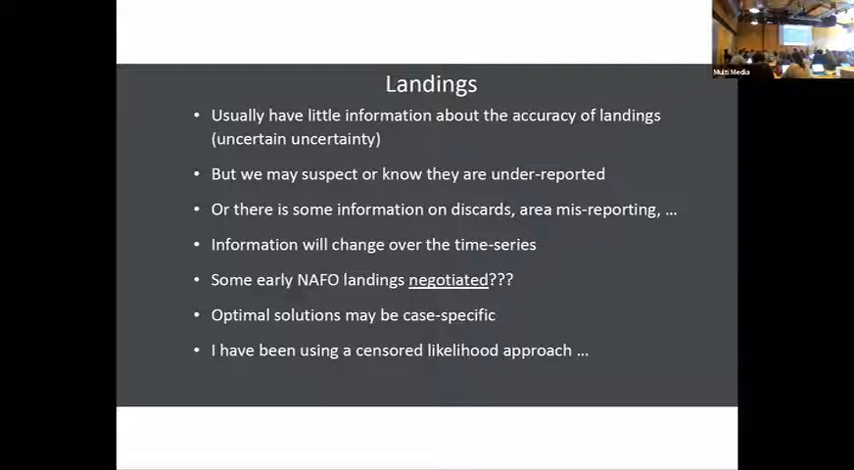 Landings
• Usually have little information about the accuracy of landings
(uncertain uncertainty)
• But we may suspect or know they are under-reported
• Or there is some information on discards, area mis-reporting, ...
• Information will change over the time-series
• Some early NAFO landings negotiated???
• Optimal solutions may be case-specific
• I have been using a censored likelihood approach ...
Multi Media